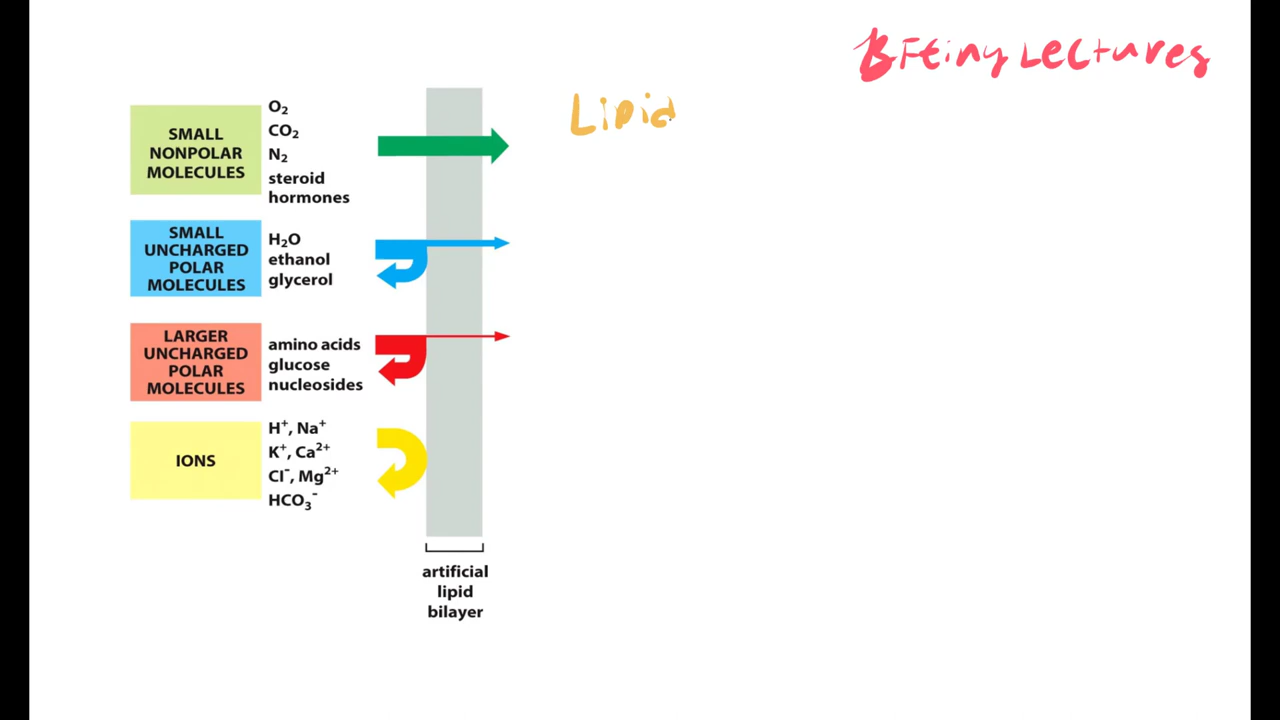 BFtiny Lectures
Lipid
SMALL
NONPOLAR
MOLECULES
O₂
CO₂
N₂
steroid
hormones
SMALL
UNCHARGED
POLAR
MOLECULES
H₂O
ethanol
glycerol
LARGER
UNCHARGED
POLAR
MOLECULES
amino acids
glucose
nucleosides
IONS
H⁺, Na⁺
K⁺, Ca²⁺
Cl⁻, Mg²⁺
HCO₃⁻
artificial
lipid
bilayer